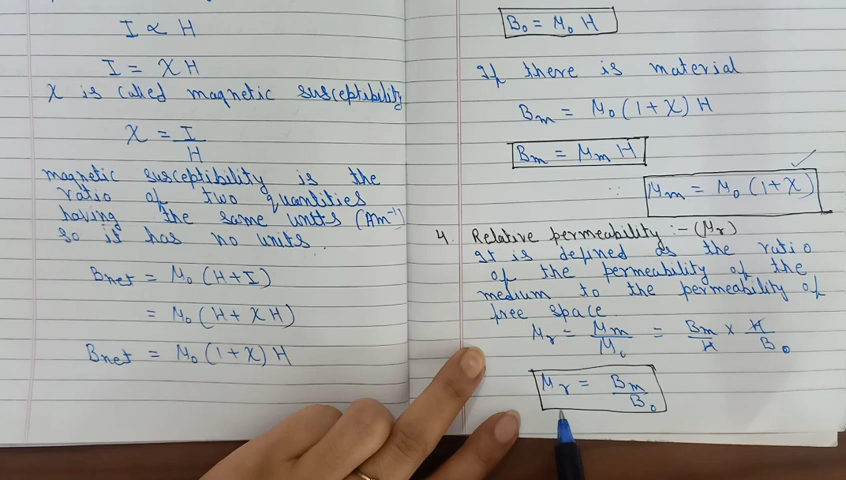 I ∝ H
I = χ H
χ is called magnetic susceptibility
χ = I / H
magnetic susceptibility is the
ratio of two quantities
having the same units (Am⁻¹)
so it has no units.
Bnet = μ₀ (H + I)
= μ₀ (H + χ H)
Bnet = μ₀ (1 + χ) H
B₀ = μ₀ H
If there is material
Bm = μ₀ (1 + χ) H
Bm = μm H
∵ μm = μ₀ (1 + χ)
4. Relative permeability :- (μr)
It is defined as the ratio
of the permeability of the
medium to the permeability of
free space.
μr = μm / μ₀ = Bm / H × H / B₀
μr = Bm / B₀